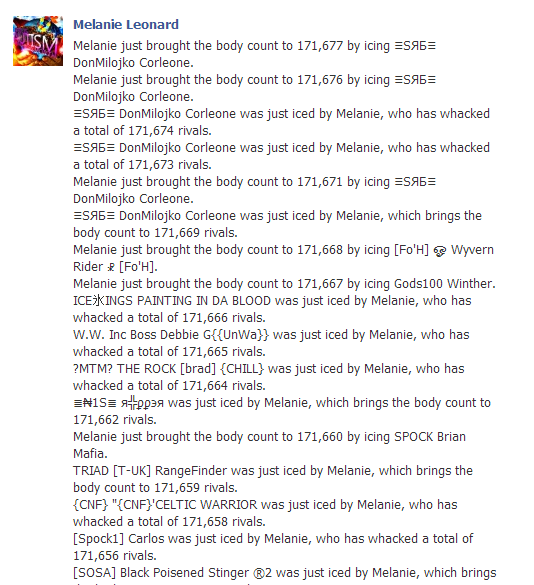 Melanie Leonard
Melanie just brought the body count to 171,677 by icing ≡SЯБ≡
DonMilojko Corleone.
Melanie just brought the body count to 171,676 by icing ≡SЯБ≡
DonMilojko Corleone.
≡SЯБ≡ DonMilojko Corleone was just iced by Melanie, who has whacked
a total of 171,674 rivals.
≡SЯБ≡ DonMilojko Corleone was just iced by Melanie, who has whacked
a total of 171,673 rivals.
Melanie just brought the body count to 171,671 by icing ≡SЯБ≡
DonMilojko Corleone.
≡SЯБ≡ DonMilojko Corleone was just iced by Melanie, which brings the
body count to 171,669 rivals.
Melanie just brought the body count to 171,668 by icing [Fo'H] Wyvern
Rider [Fo'H].
Melanie just brought the body count to 171,667 by icing Gods100 Winther.
ICE氷INGS PAINTING IN DA BLOOD was just iced by Melanie, who has
whacked a total of 171,666 rivals.
W.W. Inc Boss Debbie G{{UnWa}} was just iced by Melanie, who has
whacked a total of 171,665 rivals.
?MTM? THE ROCK [brad] {CHILL} was just iced by Melanie, who has
whacked a total of 171,664 rivals.
≣₦1S≣ was just iced by Melanie, which brings the body count to
171,662 rivals.
Melanie just brought the body count to 171,660 by icing SPOCK Brian
Mafia.
TRIAD [T-UK] RangeFinder was just iced by Melanie, which brings the
body count to 171,659 rivals.
{CNF} "{CNF}'CELTIC WARRIOR was just iced by Melanie, who has
whacked a total of 171,658 rivals.
[Spock1] Carlos was just iced by Melanie, who has whacked a total of
171,656 rivals.
[SOSA] Black Poisened Stinger ®2 was just iced by Melanie, which brings